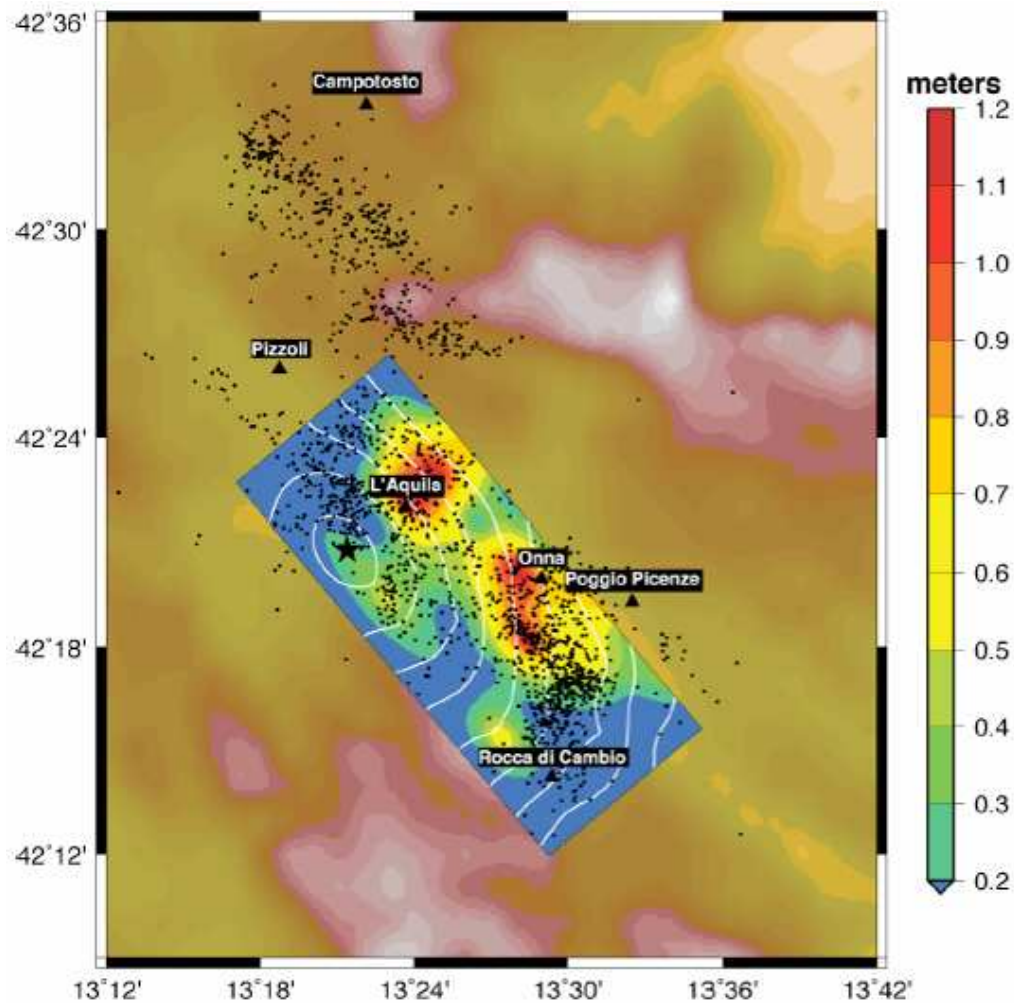 42˚36'
Campotosto
meters
1.2
1.1
42˚30'
1.0
0.9
Pizzoli
0.8
42˚24'
0.7
L'Aquila
Onna
0.6
Poggio Picenze
42˚18'
0.5
0.4
Rocca di Cambio
0.3
42˚12'
0.2
13˚12' 13˚18' 13˚24' 13˚30' 13˚36' 13˚42'